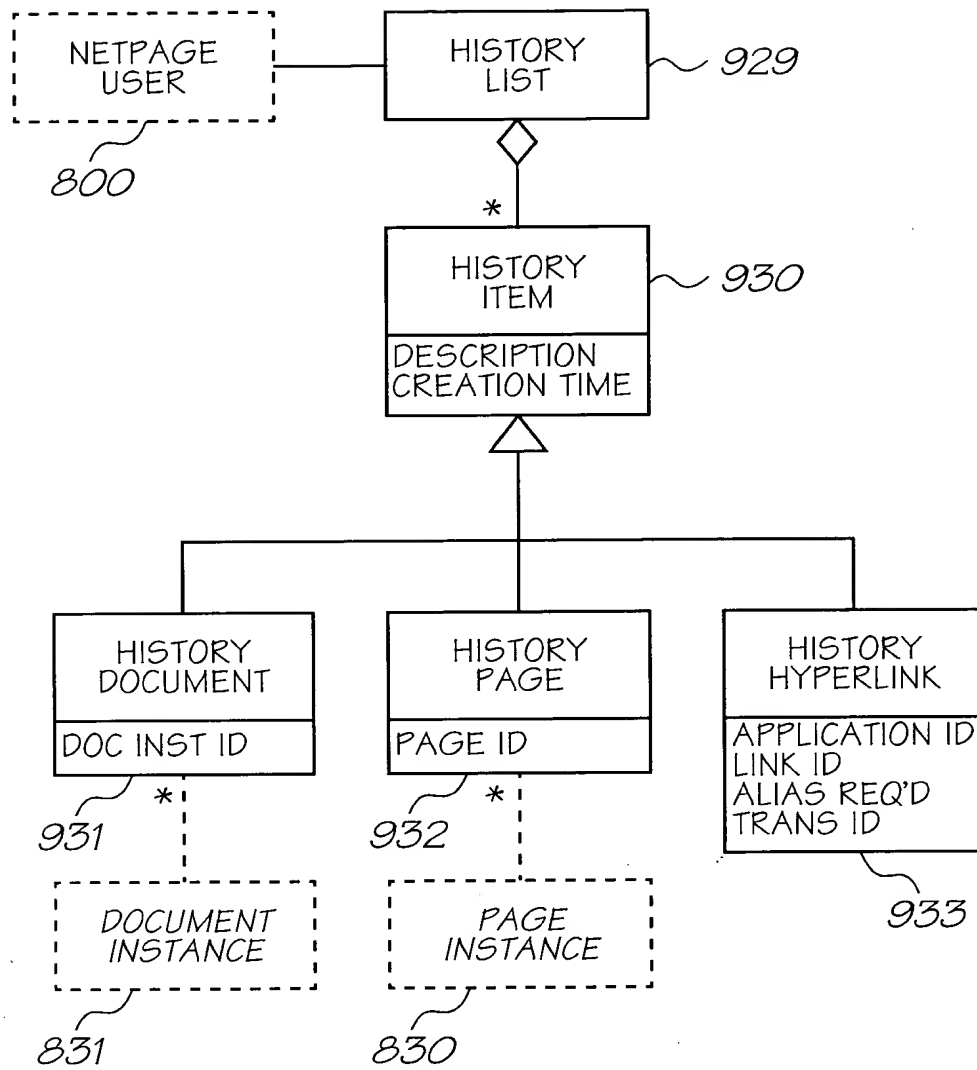 NETPAGE
USER
800
HISTORY
LIST
929
*
HISTORY
ITEM
930
DESCRIPTION
CREATION TIME
HISTORY
DOCUMENT
DOC INST ID
931
*
HISTORY
PAGE
PAGE ID
932
*
HISTORY
HYPERLINK
APPLICATION ID
LINK ID
ALIAS REQ'D
TRANS ID
933
DOCUMENT
INSTANCE
831
PAGE
INSTANCE
830